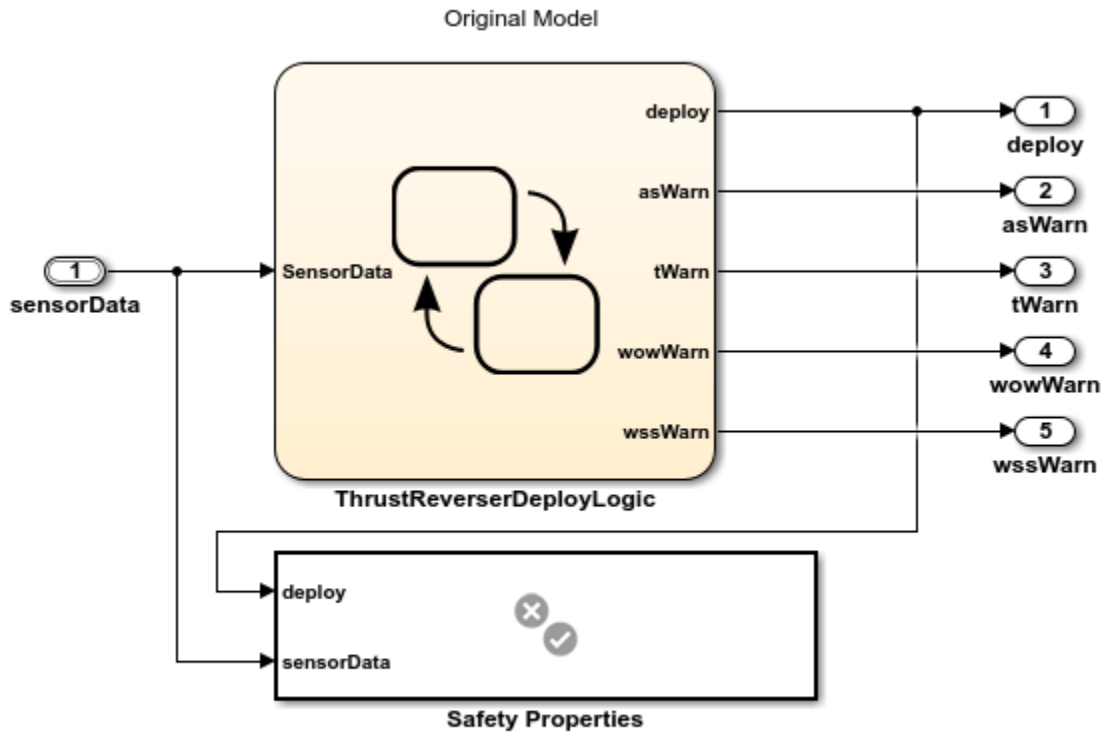 Original Model
deploy
1
deploy
asWarn
2
asWarn
1
sensorData
SensorData
tWarn
3
tWarn
wowWarn
4
wowWarn
wssWarn
5
wssWarn
ThrustReverserDeployLogic
deploy
sensorData
Safety Properties